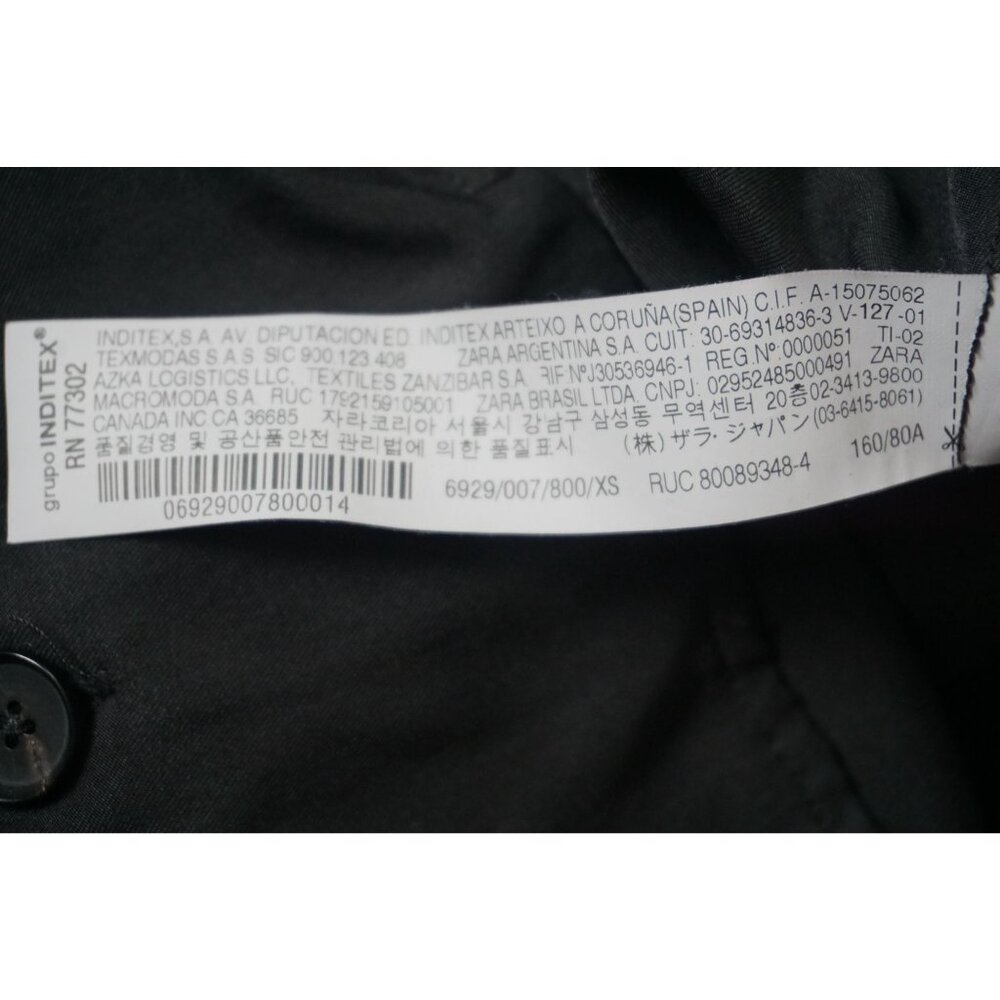 grupo INDITEX®
RN 77302
INDITEX,S.A. AV. DIPUTACION ED. INDITEX ARTEIXO A CORUÑA(SPAIN) C.I.F. A-15075062
TEXMODAS S A S SIC 900 123 408 ZARA ARGENTINA S.A. CUIT: 30-69314836-3 V-127-01
AZKA LOGISTICS LLC, TEXTILES ZANZIBAR S.A. RIF.NºJ30536946-1 REG.Nº:0000051 TI-02
MACROMODA S.A. RUC 1792159105001 ZARA BRASIL LTDA, CNPJ: 02952485000491 ZARA
CANADA INC CA 36685 자라코리아 서울시 강남구 삼성동 무역센터 20층02-3413-9800
품질경영 및 공산품안전 관리법에 의한 품질표시 (株)ザラ・ジャパン(03-6415-8061)
06929007800014 6929/007/800/XS RUC 80089348-4 160/80A